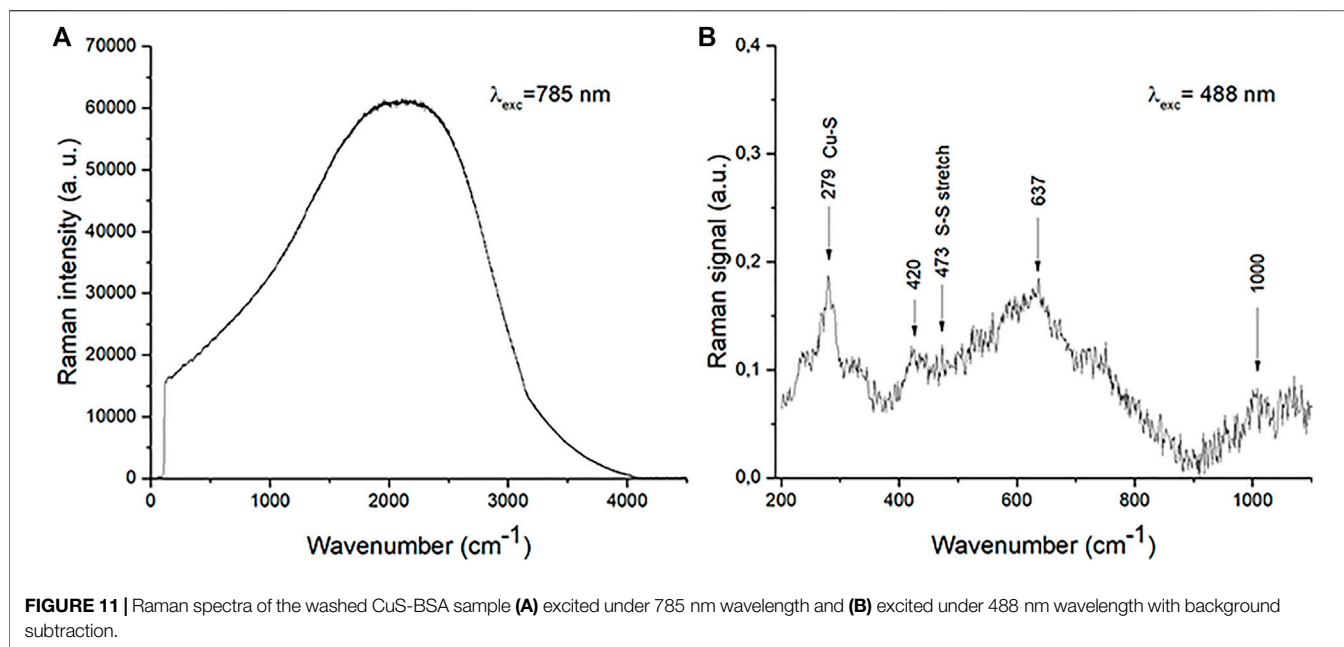 A
70000
60000
50000
40000
30000
20000
10000
0
Raman intensity (a. u.)
λexc=785 nm
0 1000 2000 3000 4000
Wavenumber (cm-1)
B
0,4
0,3
0,2
0,1
0,0
Raman signal (a.u.)
λexc= 488 nm
279 Cu-S
420
473 S-S stretch
637
1000
200 400 600 800 1000
Wavenumber (cm-1)
FIGURE 11 | Raman spectra of the washed CuS-BSA sample (A) excited under 785 nm wavelength and (B) excited under 488 nm wavelength with background
subtraction.